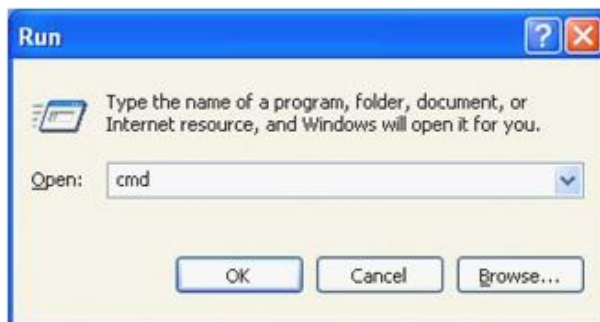 Run
Type the name of a program, folder, document, or
Internet resource, and Windows will open it for you.
Open: cmd
OK Cancel Browse...